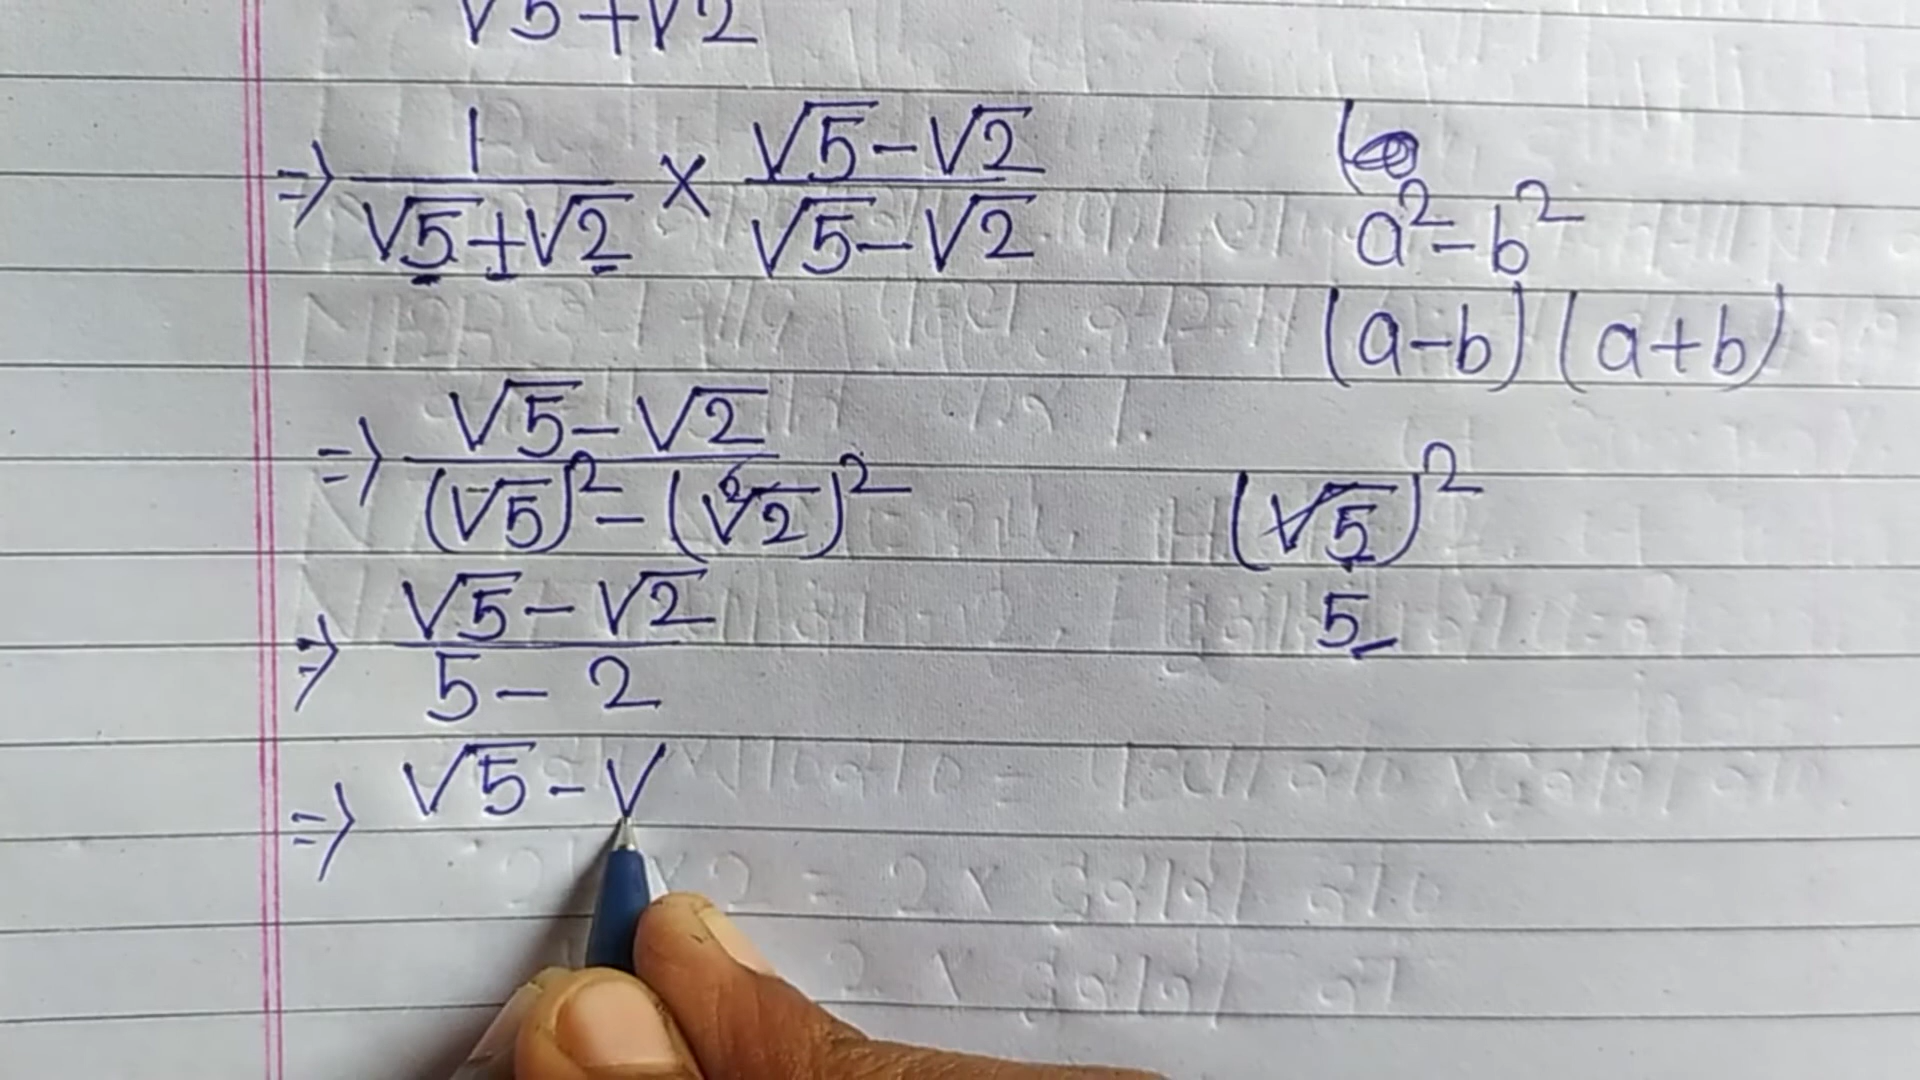 √5+√2
⇒ 1/(√5+√2) × (√5-√2)/(√5-√2)
a²-b²
(a-b) (a+b)
⇒ (√5-√2)/((√5)²-(√2)²)
(√5)²
5
⇒ (√5-√2)/(5-2)
⇒ √5-√